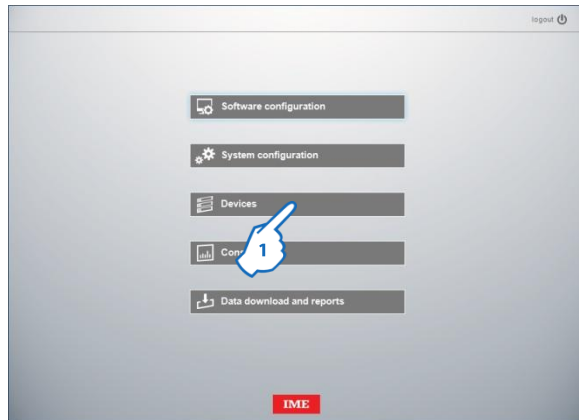 logout
Software configuration
System configuration
Devices
1
Data download and reports
IME